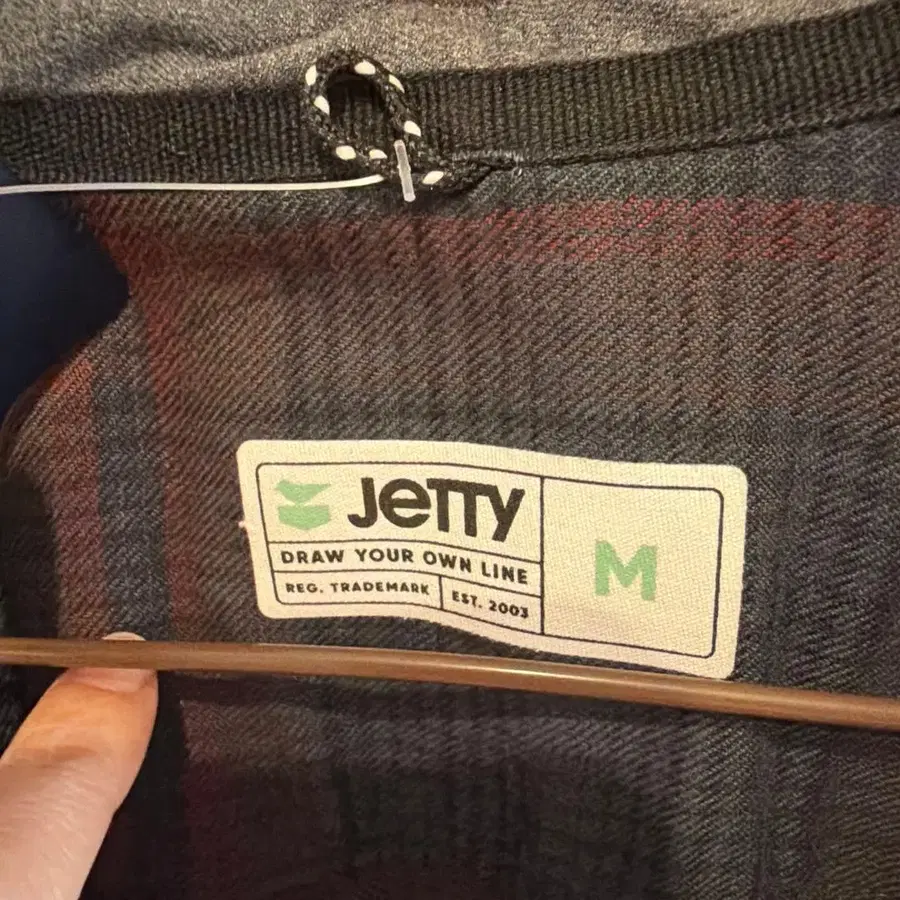 Jetty
DRAW YOUR OWN LINE
REG. TRADEMARK
EST. 2003
M